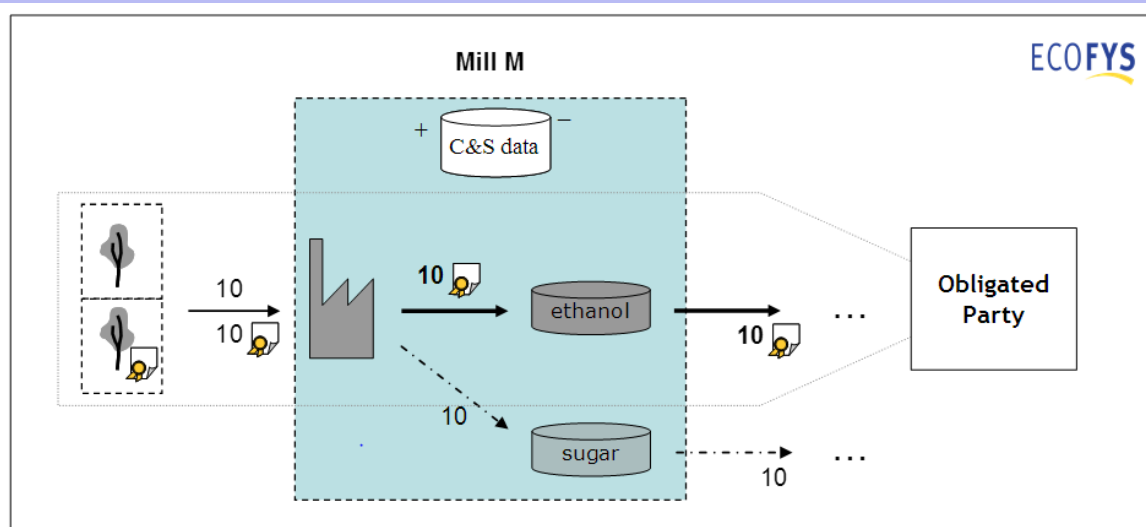 ECOFYS
Mill M
+
C&S data
−
10
10
10
ethanol
10
...
Obligated
Party
10
sugar
10
...